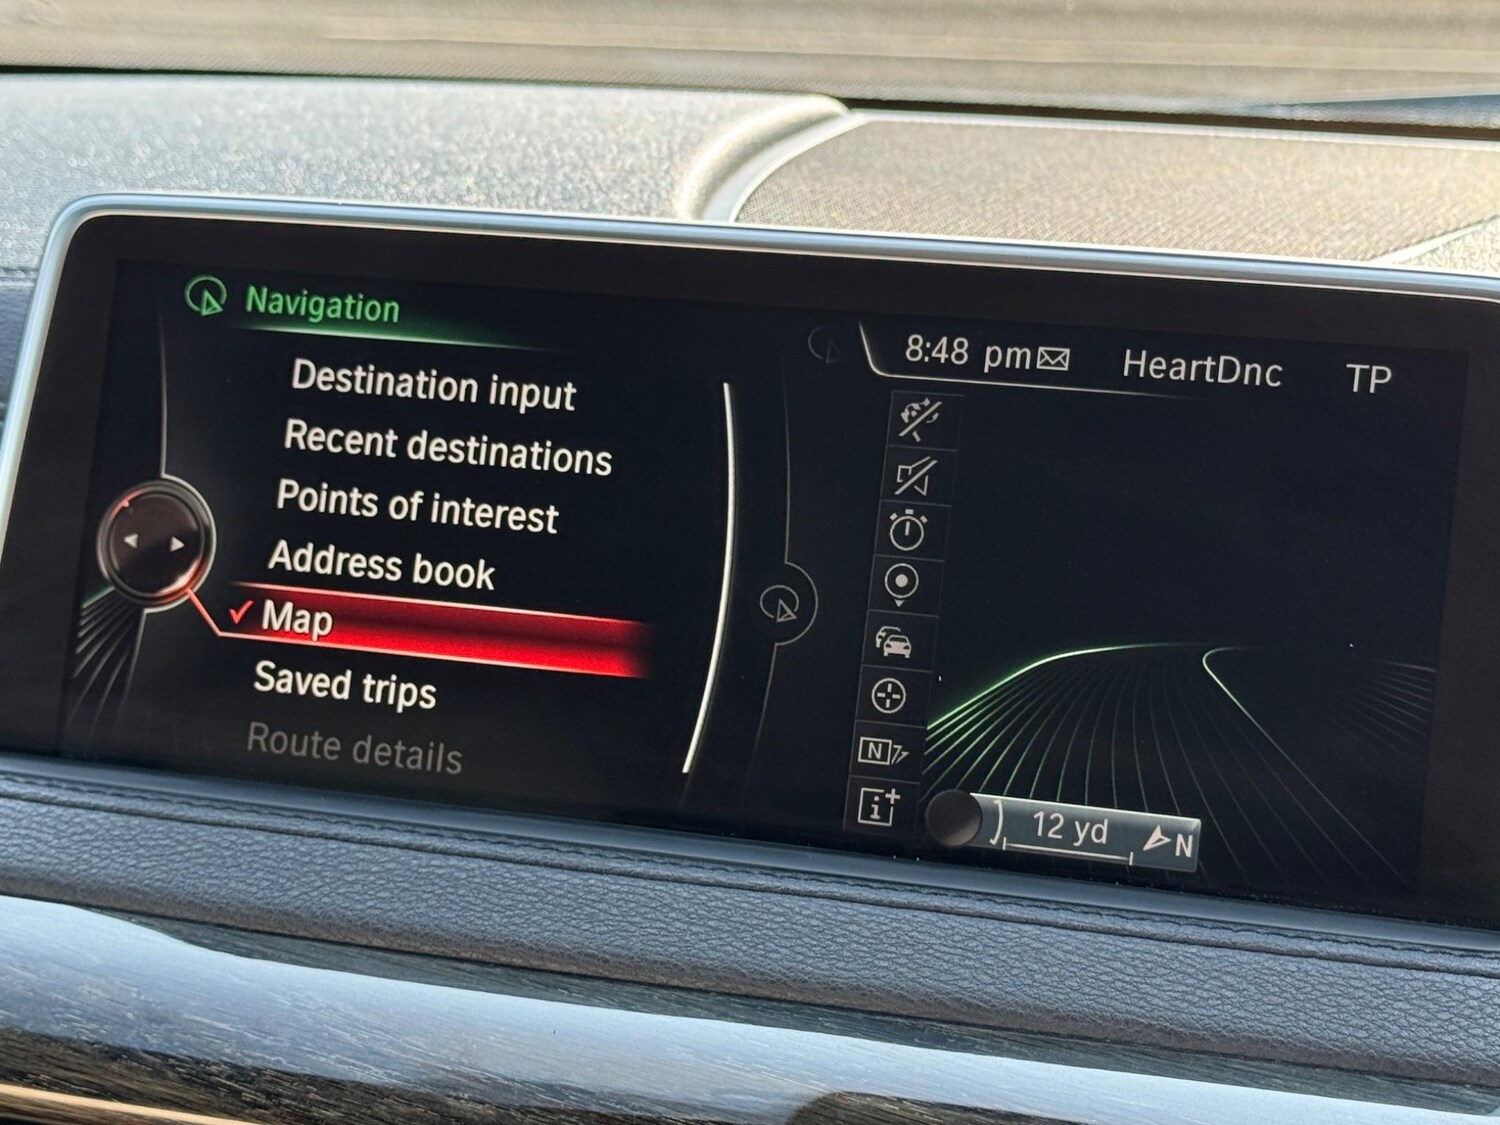 Navigation
8:48 pm HeartDnc TP
Destination input
Recent destinations
Points of interest
Address book
Map
Saved trips
Route details
N
i
12 yd N